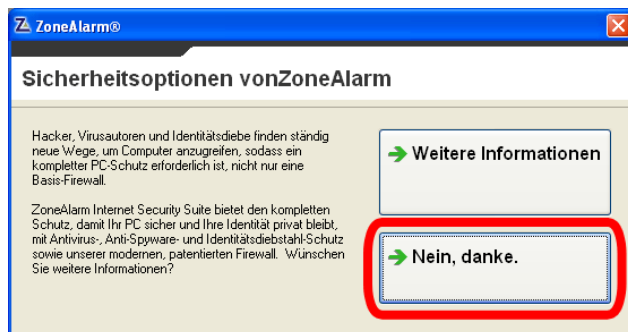 ZoneAlarm®
Sicherheitsoptionen vonZoneAlarm
Hacker, Virusautoren und Identitätsdiebe finden ständig
neue Wege, um Computer anzugreifen, sodass ein
kompletter PC-Schutz erforderlich ist, nicht nur eine
Basis-Firewall.
ZoneAlarm Internet Security Suite bietet den kompletten
Schutz, damit Ihr PC sicher und Ihre Identität privat bleibt,
mit Antivirus-, Anti-Spyware- und Identitätsdiebstahl-Schutz
sowie unserer modernen, patentierten Firewall. Wünschen
Sie weitere Informationen?
Weitere Informationen
Nein, danke.